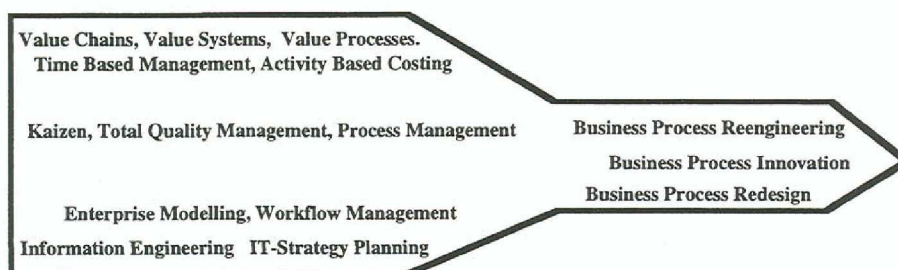 Value Chains, Value Systems, Value Processes.
Time Based Management, Activity Based Costing
Kaizen, Total Quality Management, Process Management
Business Process Reengineering
Business Process Innovation
Business Process Redesign
Enterprise Modelling, Workflow Management
Information Engineering IT-Strategy Planning